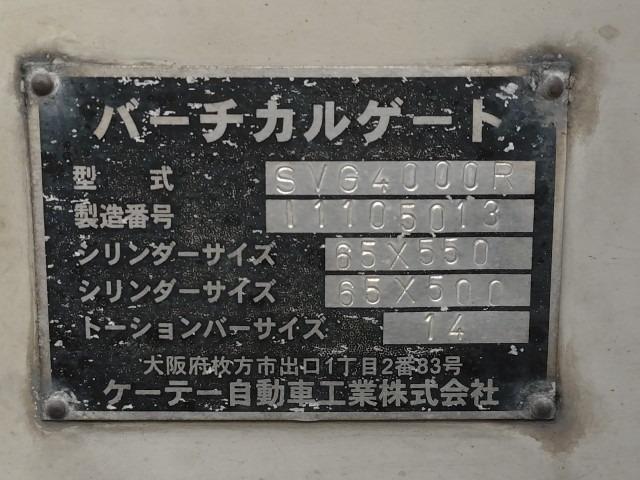 バーチカルゲート
型式 SVG4000R
製造番号 11105013
シリンダーサイズ 65X550
シリンダーサイズ 65X500
トーションバーサイズ 14
大阪府枚方市出口1丁目2番83号
ケーテー自動車工業株式会社